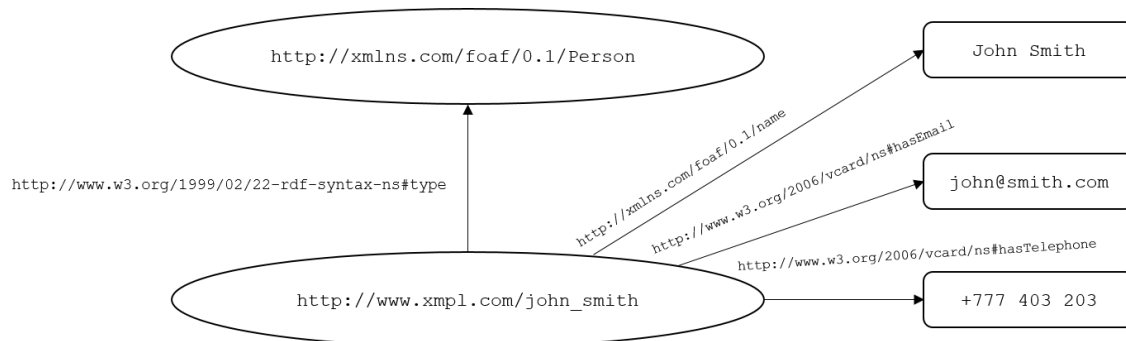 http://xmlns.com/foaf/0.1/Person
John Smith
http://xmlns.com/foaf/0.1/name
http://www.w3.org/1999/02/22-rdf-syntax-ns#type
http://www.w3.org/2006/vcard/ns#hasEmail
john@smith.com
http://www.w3.org/2006/vcard/ns#hasTelephone
http://www.xmpl.com/john_smith
+777 403 203